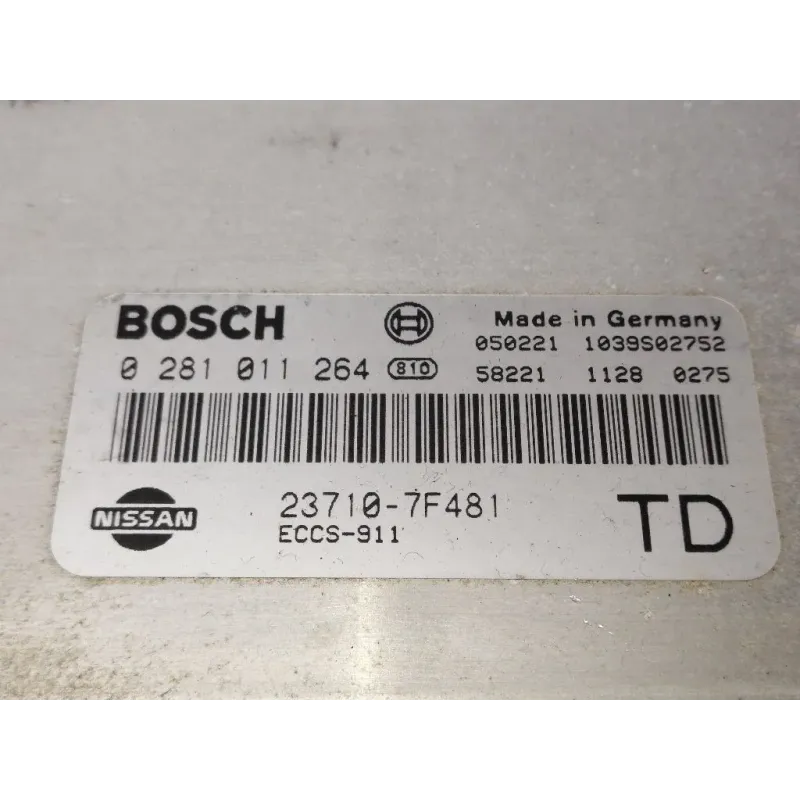 BOSCH Made in Germany
050221 1039S02752
0 281 011 264 810 58221 1128 0275
NISSAN 23710-7F481 TD
ECCS-911